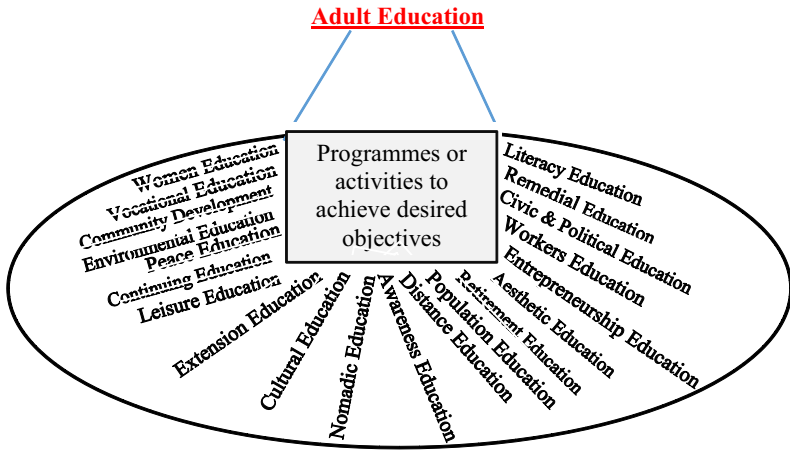 Adult Education
Programmes or
activities to
achieve desired
objectives
Women Education
Vocational Education
Community Development
Environmental Education
Peace Education
Continuing Education
Leisure Education
Extension Education
Cultural Education
Nomadic Education
Awareness Education
Distance Education
Population Education
Retirement Education
Aesthetic Education
Entrepreneurship Education
Workers Education
Civic & Political Education
Remedial Education
Literacy Education